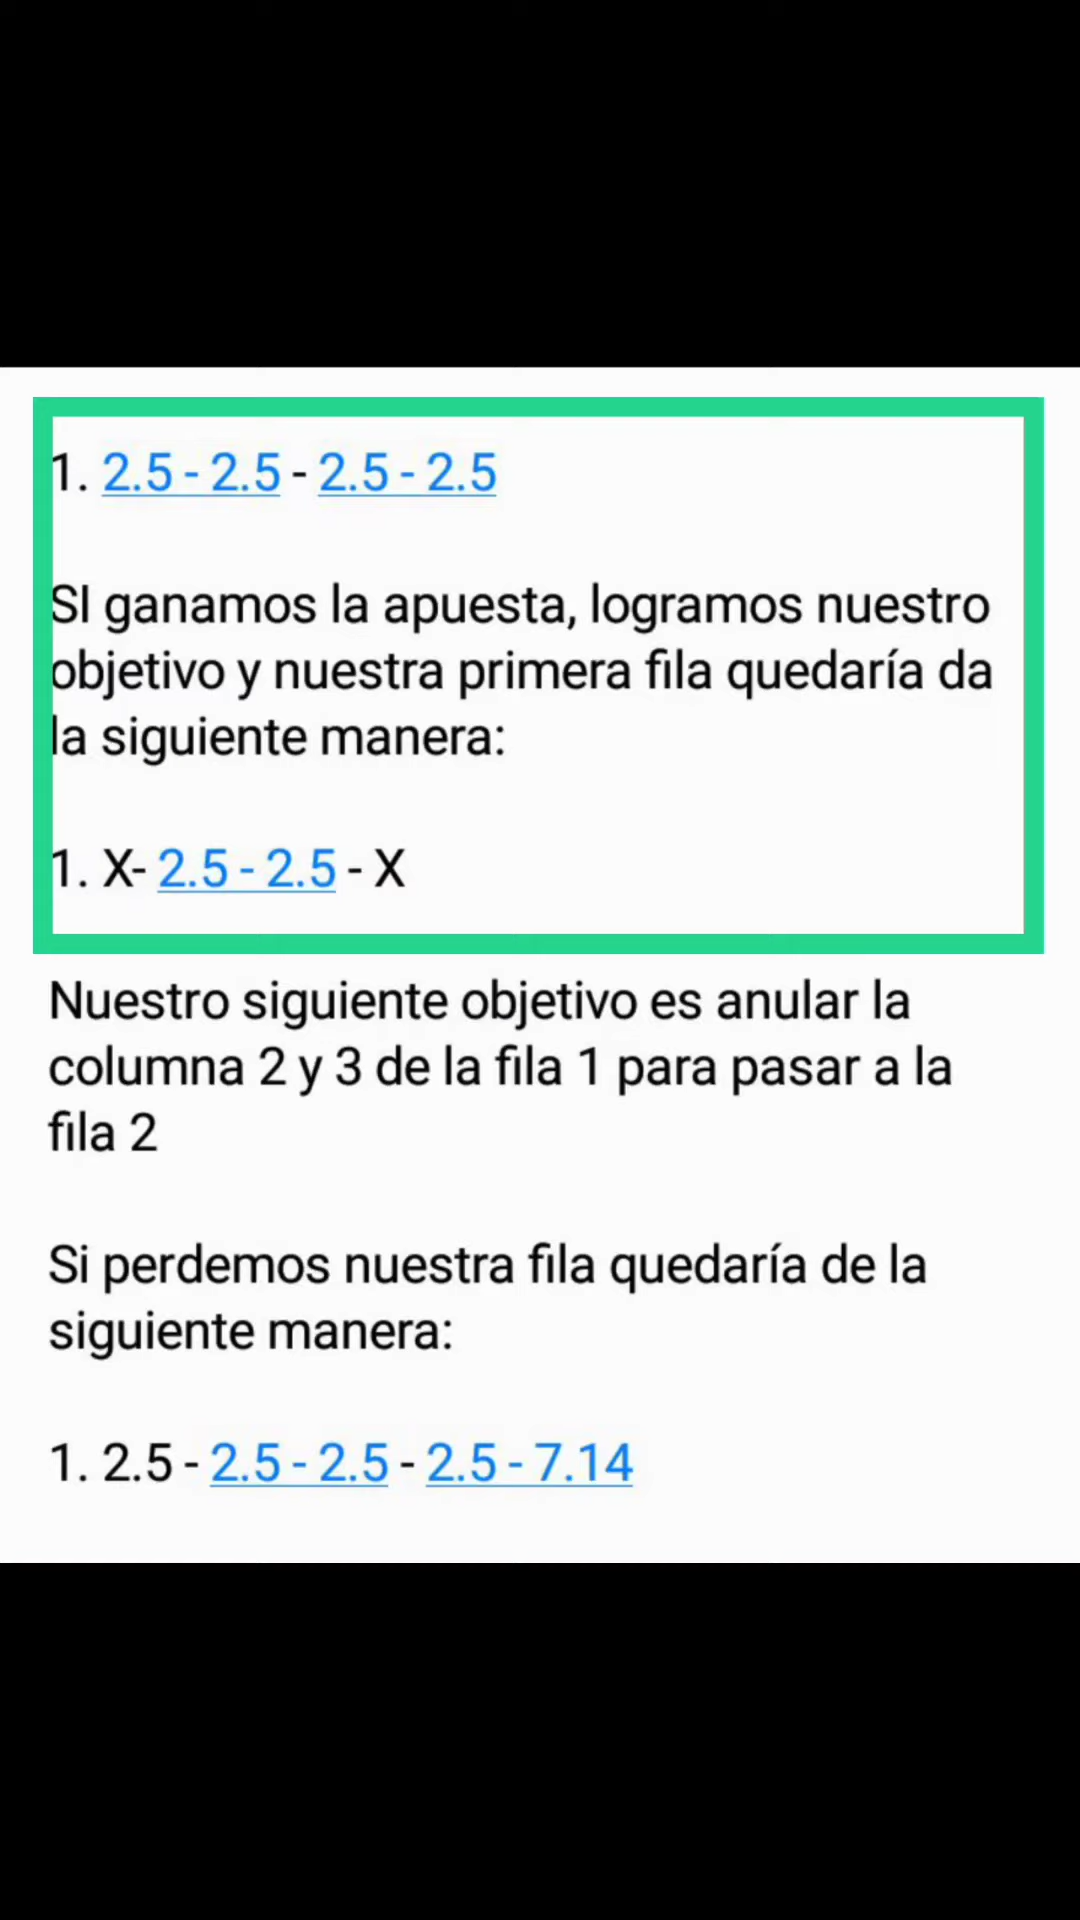 1. 2.5 - 2.5 - 2.5 - 2.5
SI ganamos la apuesta, logramos nuestro
objetivo y nuestra primera fila quedaría da
la siguiente manera:
1. X- 2.5 - 2.5 - X
Nuestro siguiente objetivo es anular la
columna 2 y 3 de la fila 1 para pasar a la
fila 2
Si perdemos nuestra fila quedaría de la
siguiente manera:
1. 2.5 - 2.5 - 2.5 - 2.5 - 7.14